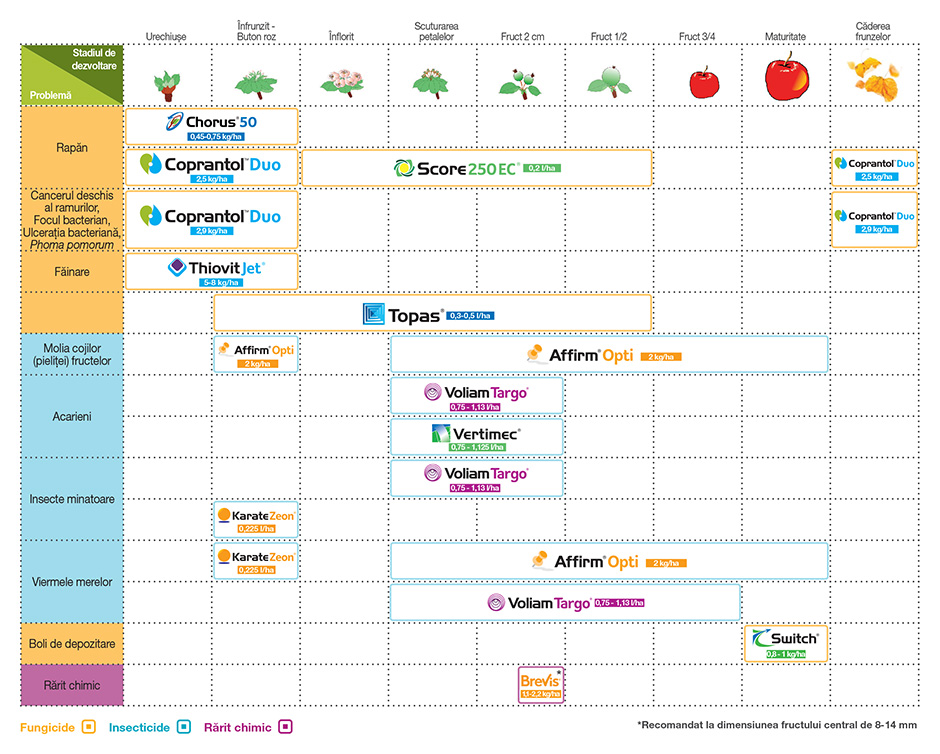 Urechiușe
Înfrunzit -
Buton roz
Înflorit
Scuturarea
petalelor
Fruct 2 cm
Fruct 1/2
Fruct 3/4
Maturitate
Căderea
frunzelor
Stadiul de
dezvoltare
Problemă
Rapăn
Chorus® 50
0,45-0,75 kg/ha
Coprantol™ Duo
2,5 kg/ha
Score 250 EC® 0,2 l/ha
Coprantol™ Duo
2,5 kg/ha
Cancerul deschis
al ramurilor,
Focul bacterian,
Ulcerația bacteriană,
Phoma pomorum
Coprantol™ Duo
2,9 kg/ha
Coprantol™ Duo
2,9 kg/ha
Făinare
Thiovit Jet®
5-8 kg/ha
Topas® 0,3-0,5 l/ha
Molia cojilor
(pieliței) fructelor
Affirm® Opti
2 kg/ha
Affirm® Opti 2 kg/ha
Acarieni
Voliam Targo®
0,75 - 1,13 l/ha
Vertimec®
0,75 - 1,125 l/ha
Insecte minatoare
Voliam Targo®
0,75 - 1,13 l/ha
Karate Zeon®
0,225 l/ha
Viermele merelor
Karate Zeon®
0,225 l/ha
Affirm® Opti 2 kg/ha
Voliam Targo® 0,75 - 1,13 l/ha
Boli de depozitare
Switch®
0,8 - 1 kg/ha
Rărit chimic
Brevis®*
1,1-2,2 kg/ha
Fungicide
Insecticide
Rărit chimic
*Recomandat la dimensiunea fructului central de 8-14 mm